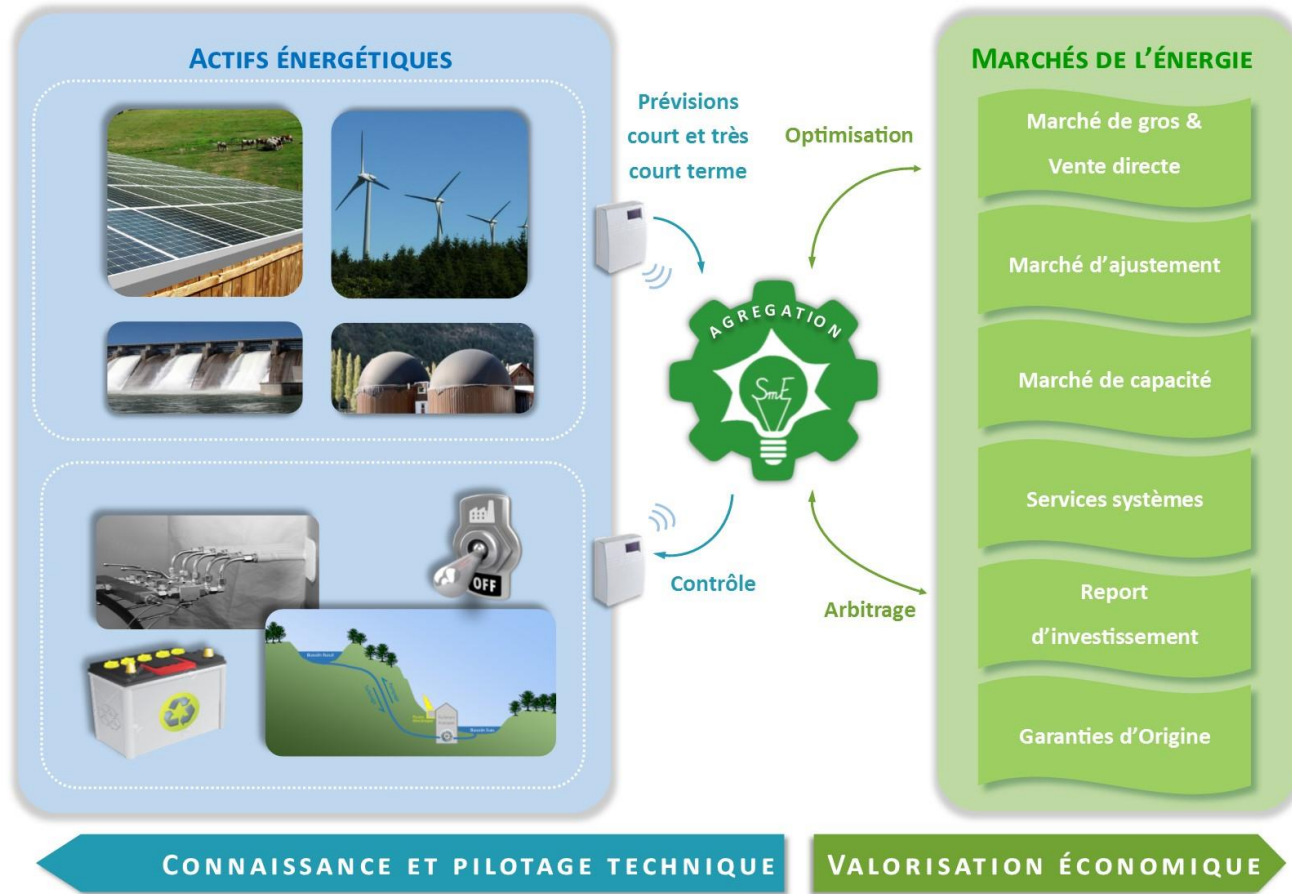 ACTIFS ÉNERGÉTIQUES
Prévisions
court et très
court terme
Optimisation
AGREGATION
SmE
OFF
Contrôle
Arbitrage
MARCHÉS DE L'ÉNERGIE
Marché de gros &
Vente directe
Marché d'ajustement
Marché de capacité
Services systèmes
Report
d'investissement
Garanties d'Origine
CONNAISSANCE ET PILOTAGE TECHNIQUE
VALORISATION ÉCONOMIQUE